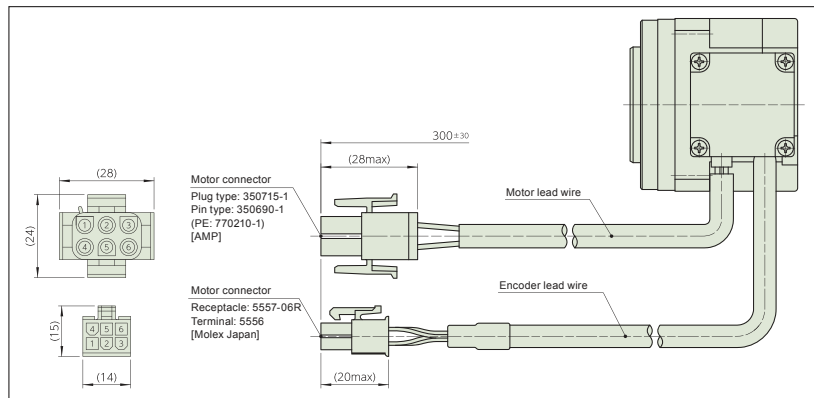 300±30
(28)
(28max)
Motor connector
Plug type: 350715-1
Pin type: 350690-1
(PE: 770210-1)
[AMP]
Motor lead wire
(24)
1 2 3
4 5 6
Motor connector
Receptacle: 5557-06R
Terminal: 5556
[Molex Japan]
Encoder lead wire
(15)
4 5 6
1 2 3
(14)
(20max)